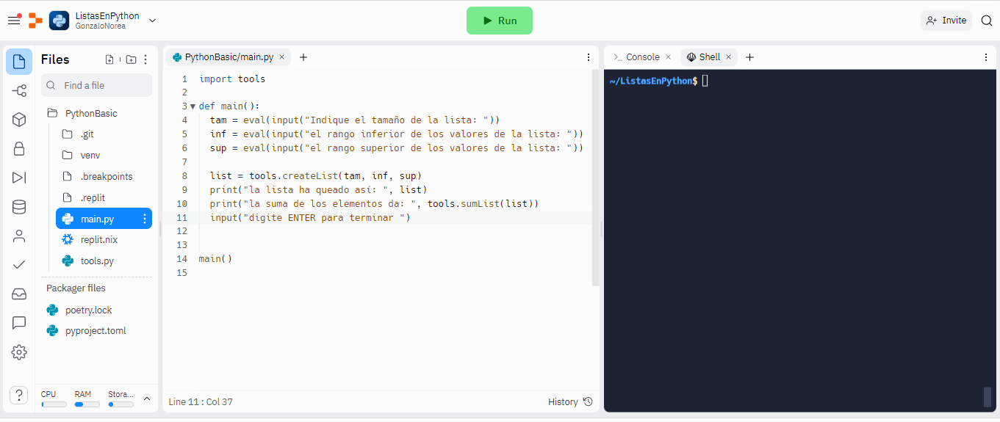 ListasEnPython
GonzaloNorea
Run
Invite
Files
Find a file
PythonBasic
.git
venv
.breakpoints
.replit
main.py
replit.nix
tools.py
Packager files
poetry.lock
pyproject.toml
CPU RAM Stora...
?
PythonBasic/main.py × +
1 import tools
2
3 def main():
4 tam = eval(input("Indique el tamaño de la lista: "))
5 inf = eval(input("el rango inferior de los valores de la lista: "))
6 sup = eval(input("el rango superior de los valores de la lista: "))
7
8 list = tools.createList(tam, inf, sup)
9 print("la lista ha queado así: ", list)
10 print("la suma de los elementos da: ", tools.sumList(list))
11 input("digite ENTER para terminar ")
12
13
14 main()
15
Line 11 : Col 37 History
>_ Console × Shell × +
~/ListasEnPython$